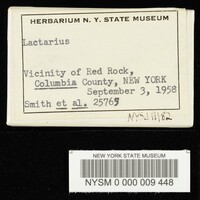 HERBARIUM N. Y. STATE MUSEUM
Lactarius
Vicinity of Red Rock,
Columbia County, NEW YORK
September 3, 1958
Smith et al. 25765
NYSM 11182
NEW YORK STATE MUSEUM
NYSM 0 000 009 448